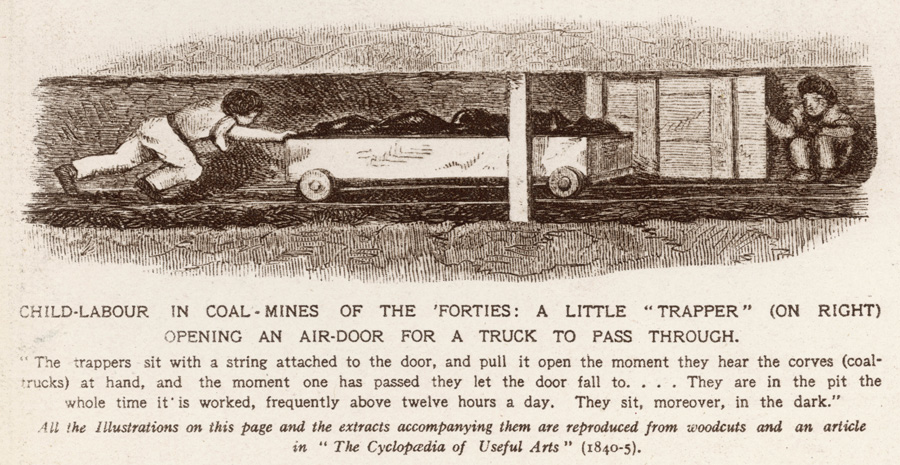 CHILD-LABOUR IN COAL-MINES OF THE 'FORTIES: A LITTLE "TRAPPER" (ON RIGHT)
OPENING AN AIR-DOOR FOR A TRUCK TO PASS THROUGH.
"The trappers sit with a string attached to the door, and pull it open the moment they hear the corves (coal-
trucks) at hand, and the moment one has passed they let the door fall to. . . . They are in the pit the
whole time it is worked, frequently above twelve hours a day. They sit, moreover, in the dark."
All the Illustrations on this page and the extracts accompanying them are reproduced from woodcuts and an article
in "The Cyclopædia of Useful Arts" (1840-5).